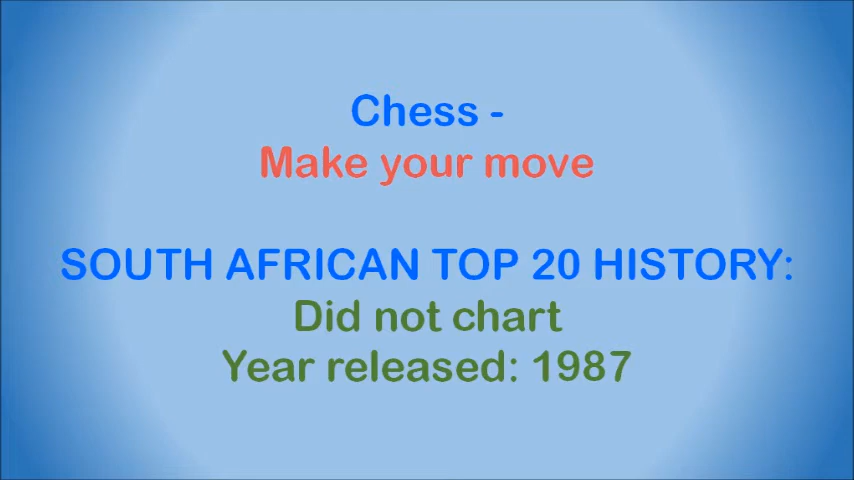 Chess -
Make your move
SOUTH AFRICAN TOP 20 HISTORY:
Did not chart
Year released: 1987